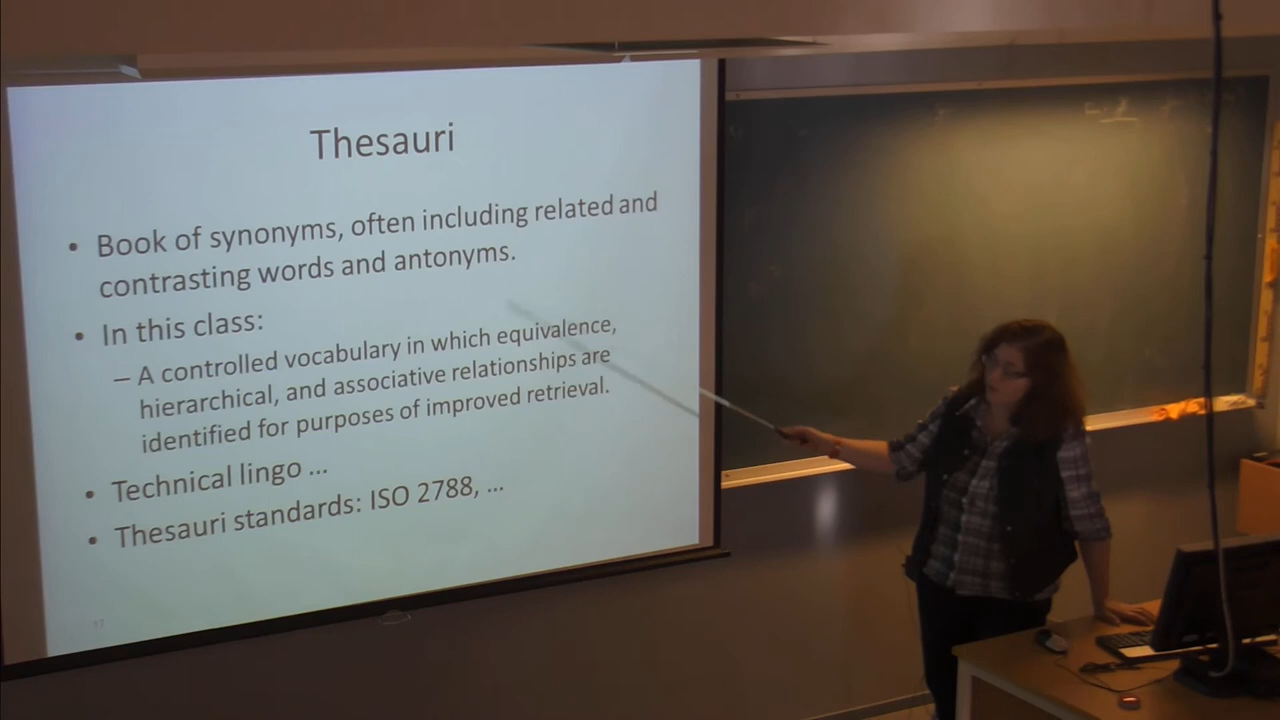 Thesauri
• Book of synonyms, often including related and
contrasting words and antonyms.
• In this class:
– A controlled vocabulary in which equivalence,
hierarchical, and associative relationships are
identified for purposes of improved retrieval.
• Technical lingo ...
• Thesauri standards: ISO 2788, ...
17